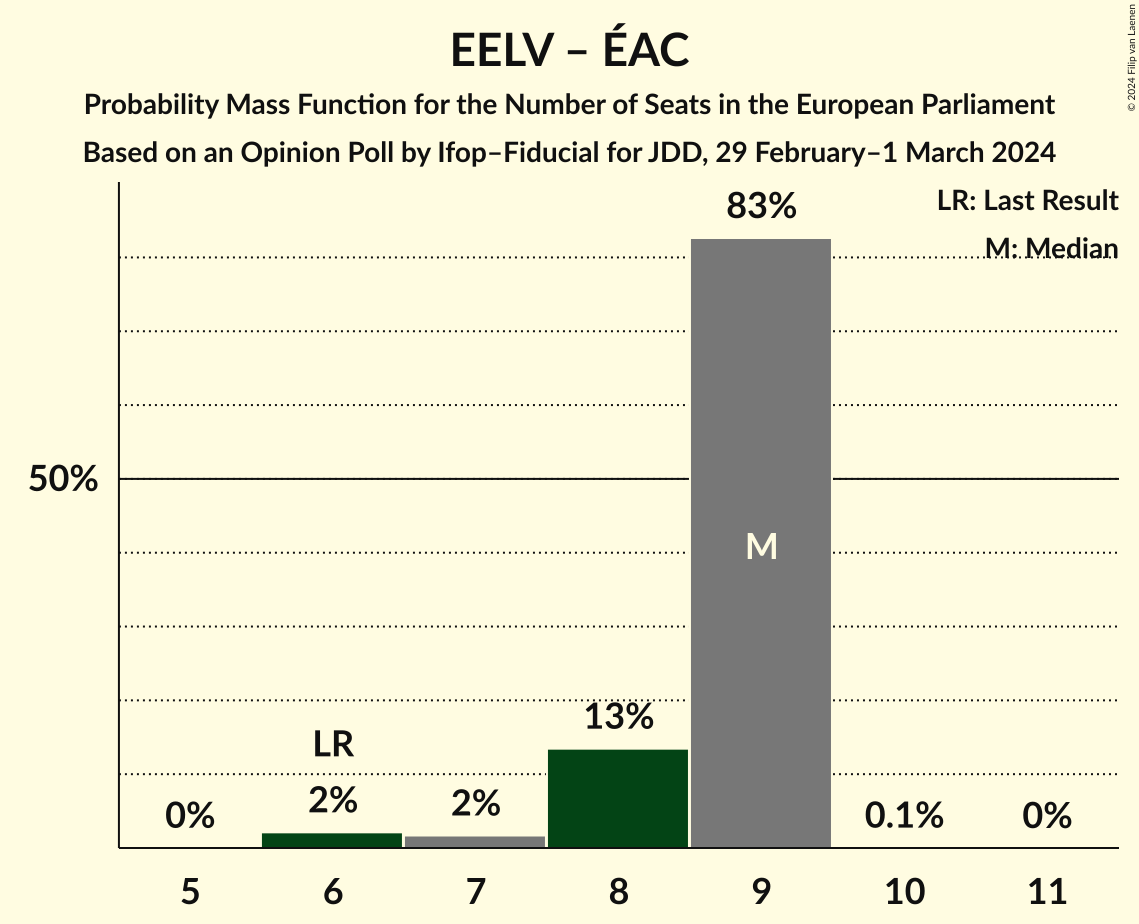 EELV – ÉAC
Probability Mass Function for the Number of Seats in the European Parliament
Based on an Opinion Poll by Ifop–Fiducial for JDD, 29 February–1 March 2024
© 2024 Filip van Laenen
LR: Last Result
M: Median
83%
50%
M
13%
LR
0%
2%
2%
0.1%
0%
5
6
7
8
9
10
11